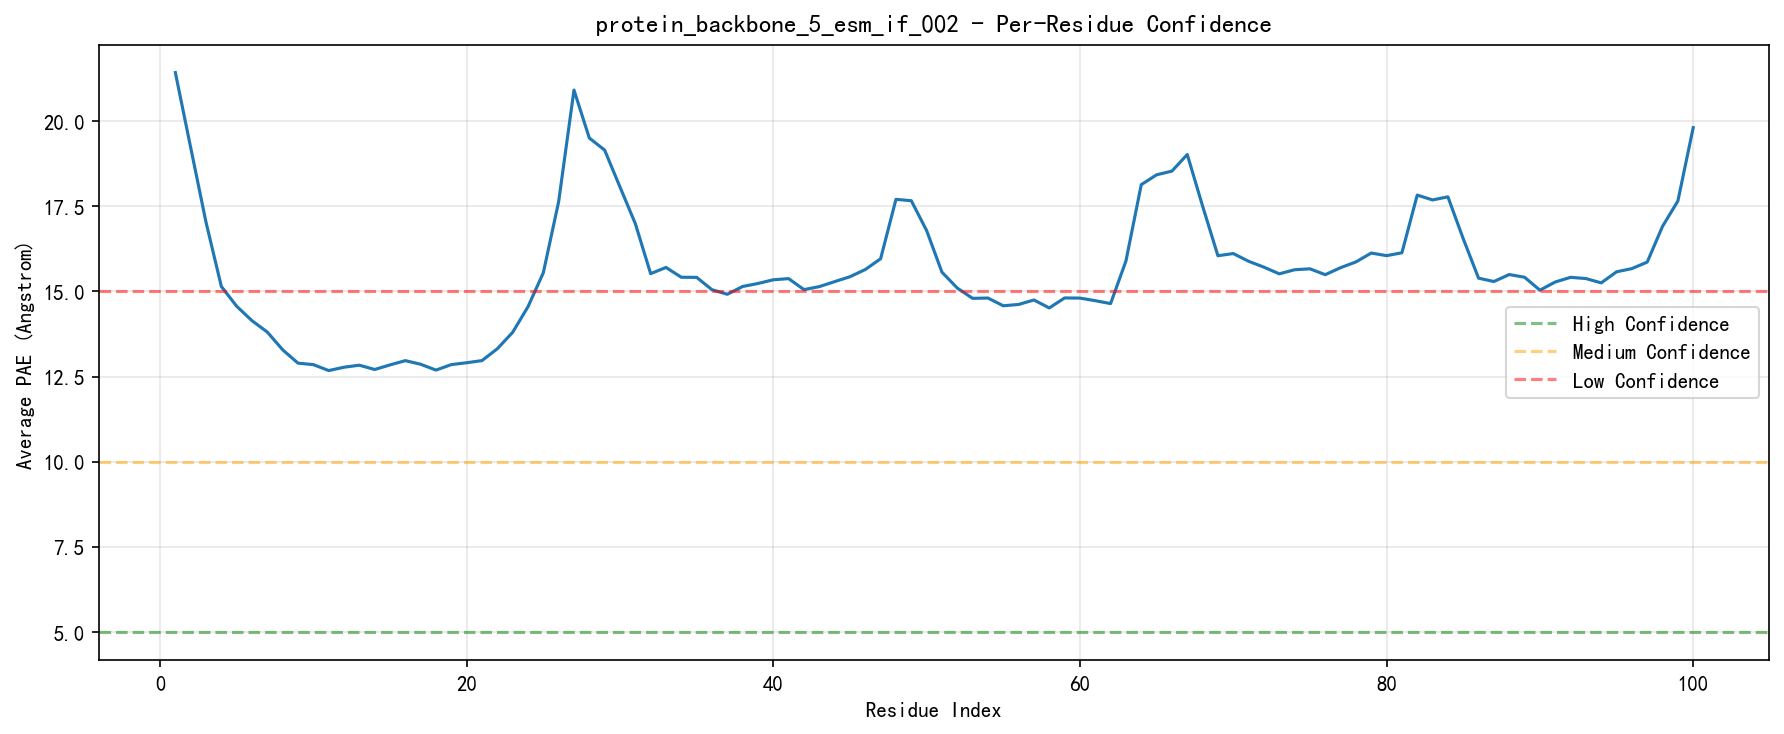 protein_backbone_5_esm_if_002 - Per-Residue Confidence
Average PAE (Angstrom)
20.0
17.5
15.0
12.5
10.0
7.5
5.0
High Confidence
Medium Confidence
Low Confidence
0 20 40 60 80 100
Residue Index